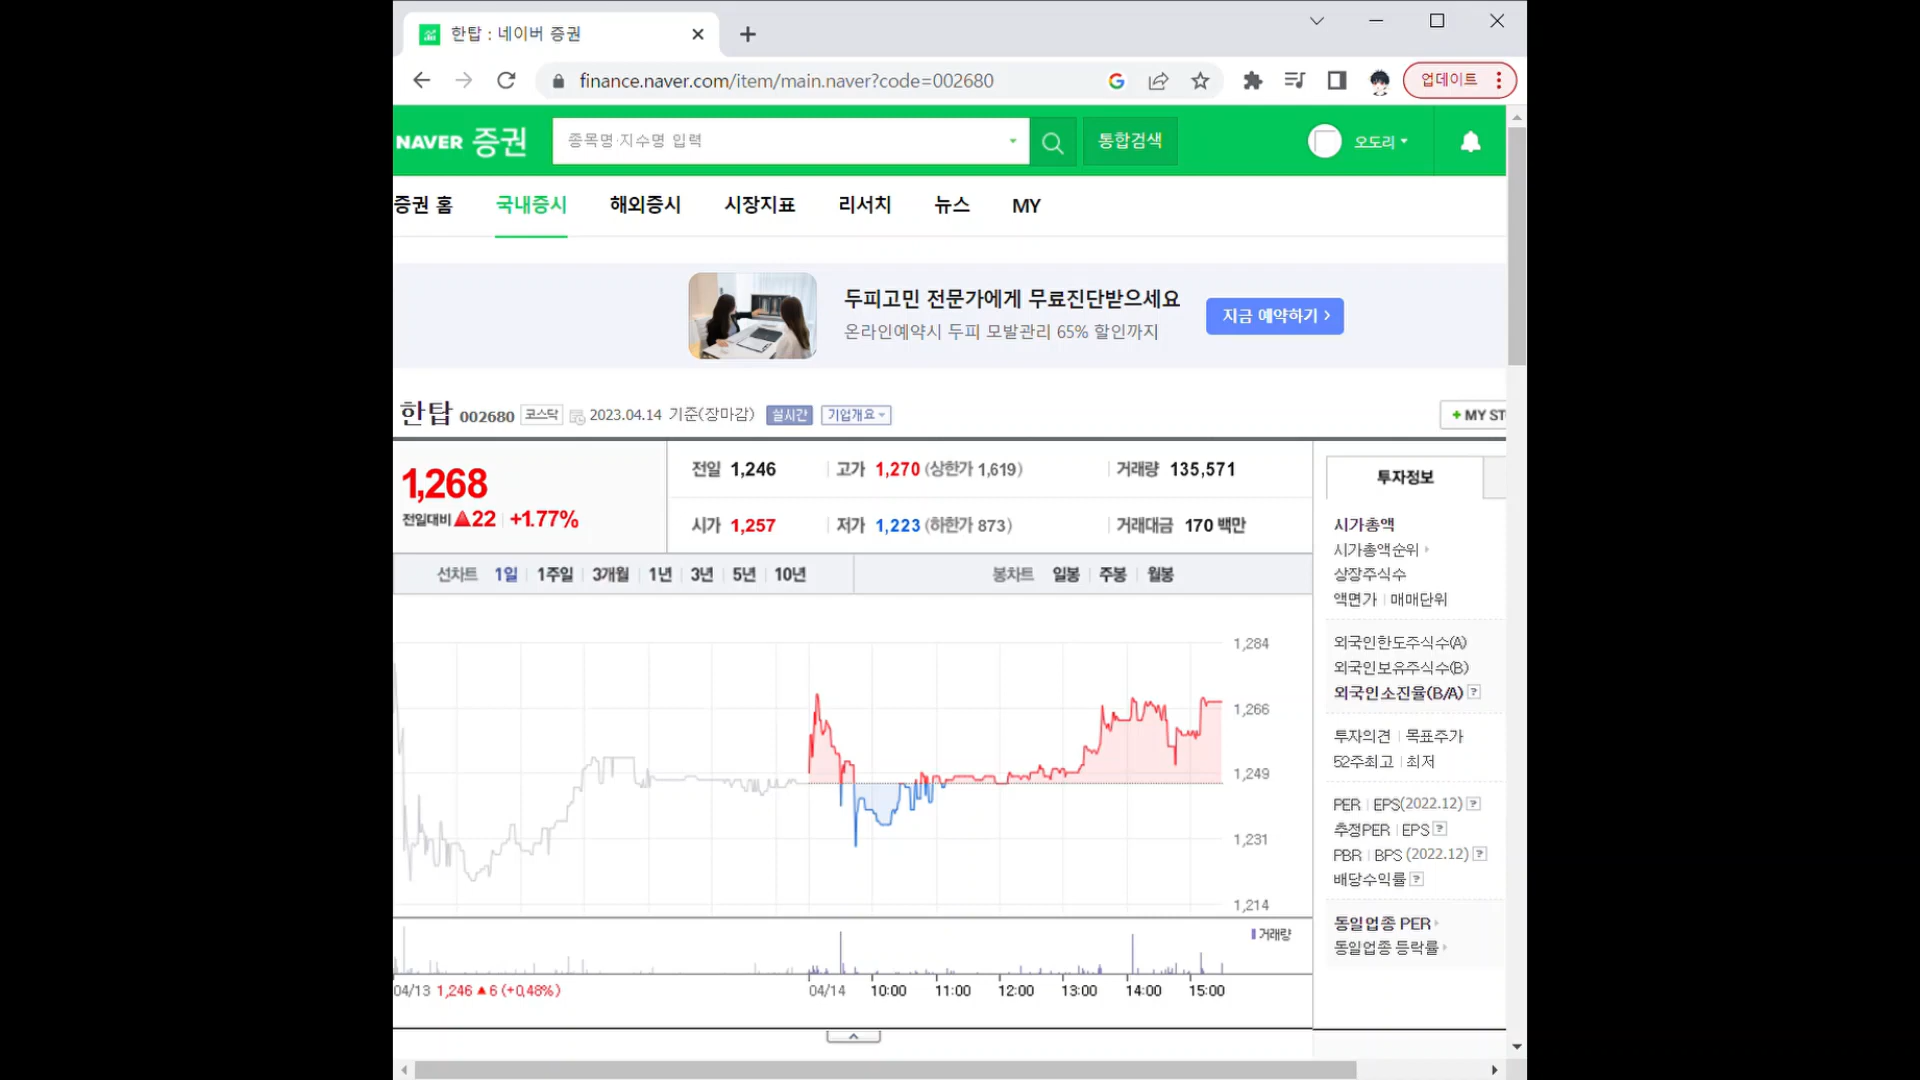 한탑 : 네이버 증권
finance.naver.com/item/main.naver?code=002680
업데이트
NAVER 증권
종목명·지수명 입력
통합검색
오도리
증권 홈 국내증시 해외증시 시장지표 리서치 뉴스 MY
두피고민 전문가에게 무료진단받으세요
온라인예약시 두피 모발관리 65% 할인까지
지금 예약하기 >
한탑 002680 코스닥 2023.04.14 기준(장마감) 실시간 기업개요
+ MY ST
1,268
전일대비 ▲22 +1.77%
전일 1,246 고가 1,270 (상한가 1,619) 거래량 135,571
시가 1,257 저가 1,223 (하한가 873) 거래대금 170 백만
선차트 1일 1주일 3개월 1년 3년 5년 10년
봉차트 일봉 주봉 월봉
1,284
1,266
1,249
1,231
1,214
거래량
04/13 1,246 ▲ 6 (+0,48%)
04/14 10:00 11:00 12:00 13:00 14:00 15:00
투자정보
시가총액
시가총액순위
상장주식수
액면가 | 매매단위
외국인한도주식수(A)
외국인보유주식수(B)
외국인소진율(B/A) ?
투자의견 | 목표주가
52주최고 | 최저
PER | EPS(2022.12) ?
추정PER | EPS ?
PBR | BPS (2022.12) ?
배당수익률 ?
동일업종 PER
동일업종 등락률